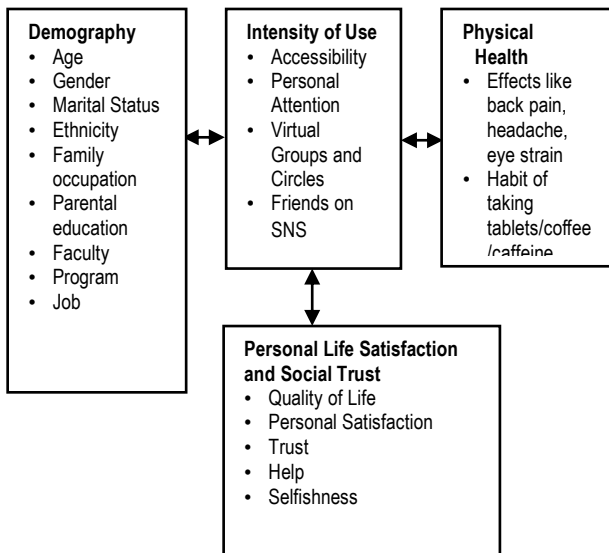 Demography
• Age
• Gender
• Marital Status
• Ethnicity
• Family
occupation
• Parental
education
• Faculty
• Program
• Job
Intensity of Use
• Accessibility
• Personal
Attention
• Virtual
Groups and
Circles
• Friends on
SNS
Physical
Health
• Effects like
back pain,
headache,
eye strain
• Habit of
taking
tablets/coffee
/caffeine
Personal Life Satisfaction
and Social Trust
• Quality of Life
• Personal Satisfaction
• Trust
• Help
• Selfishness